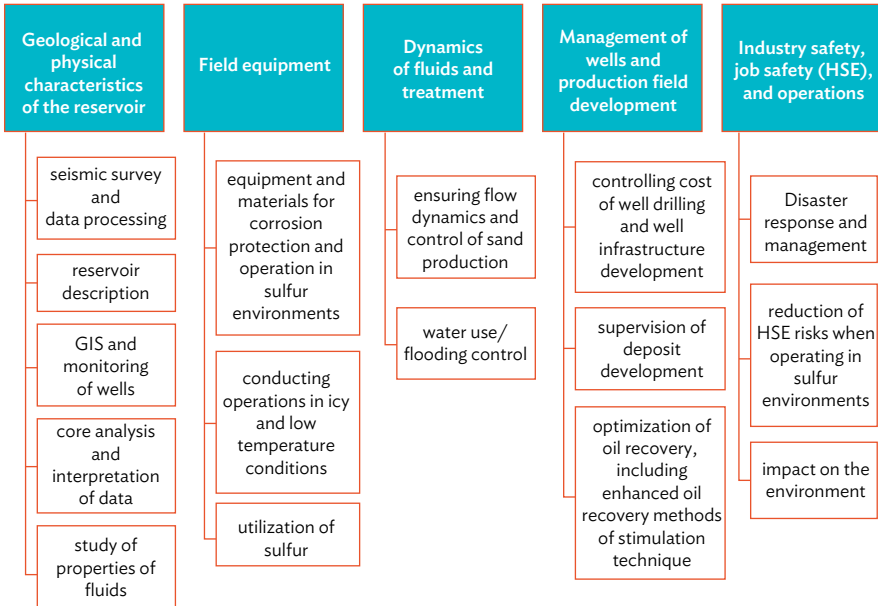 Geological and
physical
characteristics
of the reservoir
seismic survey
and
data processing
reservoir
description
GIS and
monitoring
of wells
core analysis
and
interpretation
of data
study of
properties of
fluids
Field equipment
equipment and
materials for
corrosion
protection and
operation in
sulfur
environments
conducting
operations in icy
and low
temperature
conditions
utilization of
sulfur
Dynamics
of fluids and
treatment
ensuring flow
dynamics and
control of sand
production
water use/
flooding control
Management of
wells and
production field
development
controlling cost
of well drilling
and well
infrastructure
development
supervision of
deposit
development
optimization of
oil recovery,
including
enhanced oil
recovery methods
of stimulation
technique
Industry safety,
job safety (HSE),
and operations
Disaster
response and
management
reduction of
HSE risks when
operating in
sulfur
environments
impact on the
environment